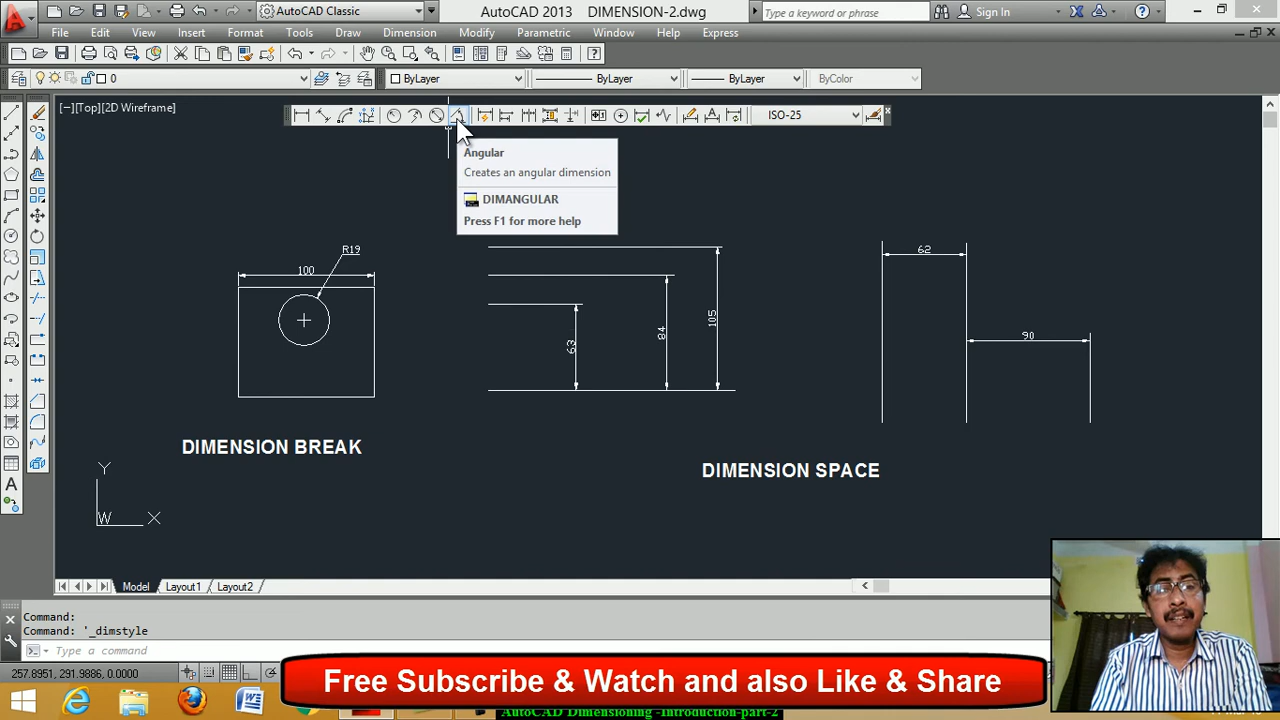 AutoCAD Classic
AutoCAD 2013 DIMENSION-2.dwg
Type a keyword or phrase
Sign In
File Edit View Insert Format Tools Draw Dimension Modify Parametric Window Help Express
0
ByLayer
ByLayer
ByLayer
ByColor
[−][Top][2D Wireframe]
ISO-25
Angular
Creates an angular dimension
DIMANGULAR
Press F1 for more help
R19
100
63
84
105
62
90
DIMENSION BREAK
DIMENSION SPACE
Y
W X
Model Layout1 Layout2
Command:
Command: '_dimstyle
Type a command
257.8951, 291.9886, 0.0000
Free Subscribe & Watch and also Like & Share
AutoCAD Dimensioning -Introduction-part-2